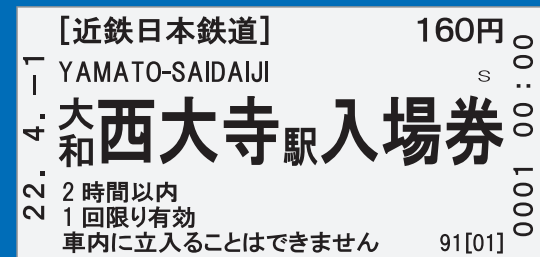 [近鉄日本鉄道] 160円
YAMATO-SAIDAIJI S
大和西大寺駅入場券
2時間以内
1回限り有効
車内に立入ることはできません 91[01]
22. 4. -1
0001 00:00